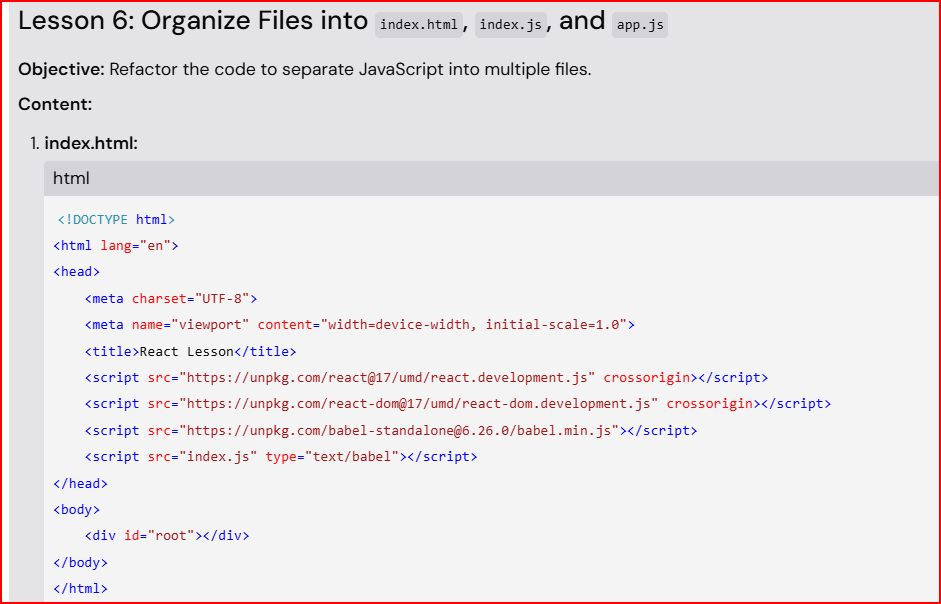 Lesson 6: Organize Files into index.html, index.js, and app.js
Objective: Refactor the code to separate JavaScript into multiple files.
Content:
1. index.html:
html
<!DOCTYPE html>
<html lang="en">
<head>
    <meta charset="UTF-8">
    <meta name="viewport" content="width=device-width, initial-scale=1.0">
    <title>React Lesson</title>
    <script src="https://unpkg.com/react@17/umd/react.development.js" crossorigin></script>
    <script src="https://unpkg.com/react-dom@17/umd/react-dom.development.js" crossorigin></script>
    <script src="https://unpkg.com/babel-standalone@6.26.0/babel.min.js"></script>
    <script src="index.js" type="text/babel"></script>
</head>
<body>
    <div id="root"></div>
</body>
</html>